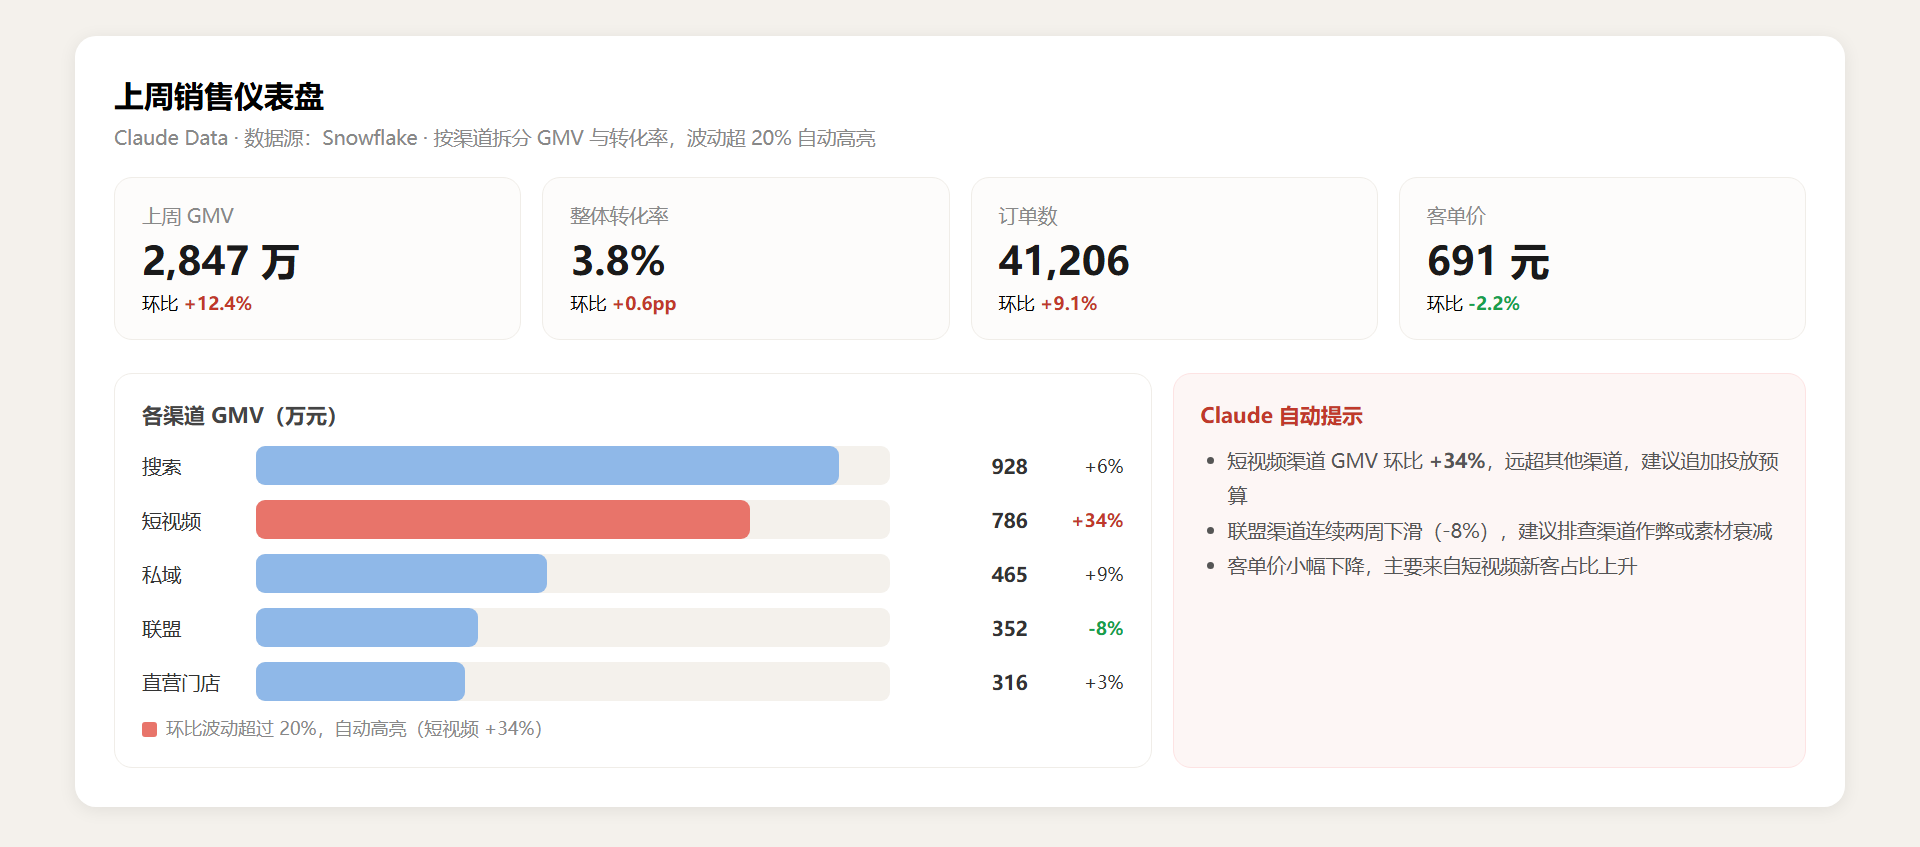 上周销售仪表盘
Claude Data · 数据源：Snowflake · 按渠道拆分 GMV 与转化率，波动超 20% 自动高亮
上周 GMV
2,847 万
环比 +12.4%
整体转化率
3.8%
环比 +0.6pp
订单数
41,206
环比 +9.1%
客单价
691 元
环比 -2.2%
各渠道 GMV（万元）
搜索 928 +6%
短视频 786 +34%
私域 465 +9%
联盟 352 -8%
直营门店 316 +3%
环比波动超过 20%，自动高亮（短视频 +34%）
Claude 自动提示
短视频渠道 GMV 环比 +34%，远超其他渠道，建议追加投放预
算
联盟渠道连续两周下滑（-8%），建议排查渠道作弊或素材衰减
客单价小幅下降，主要来自短视频新客占比上升